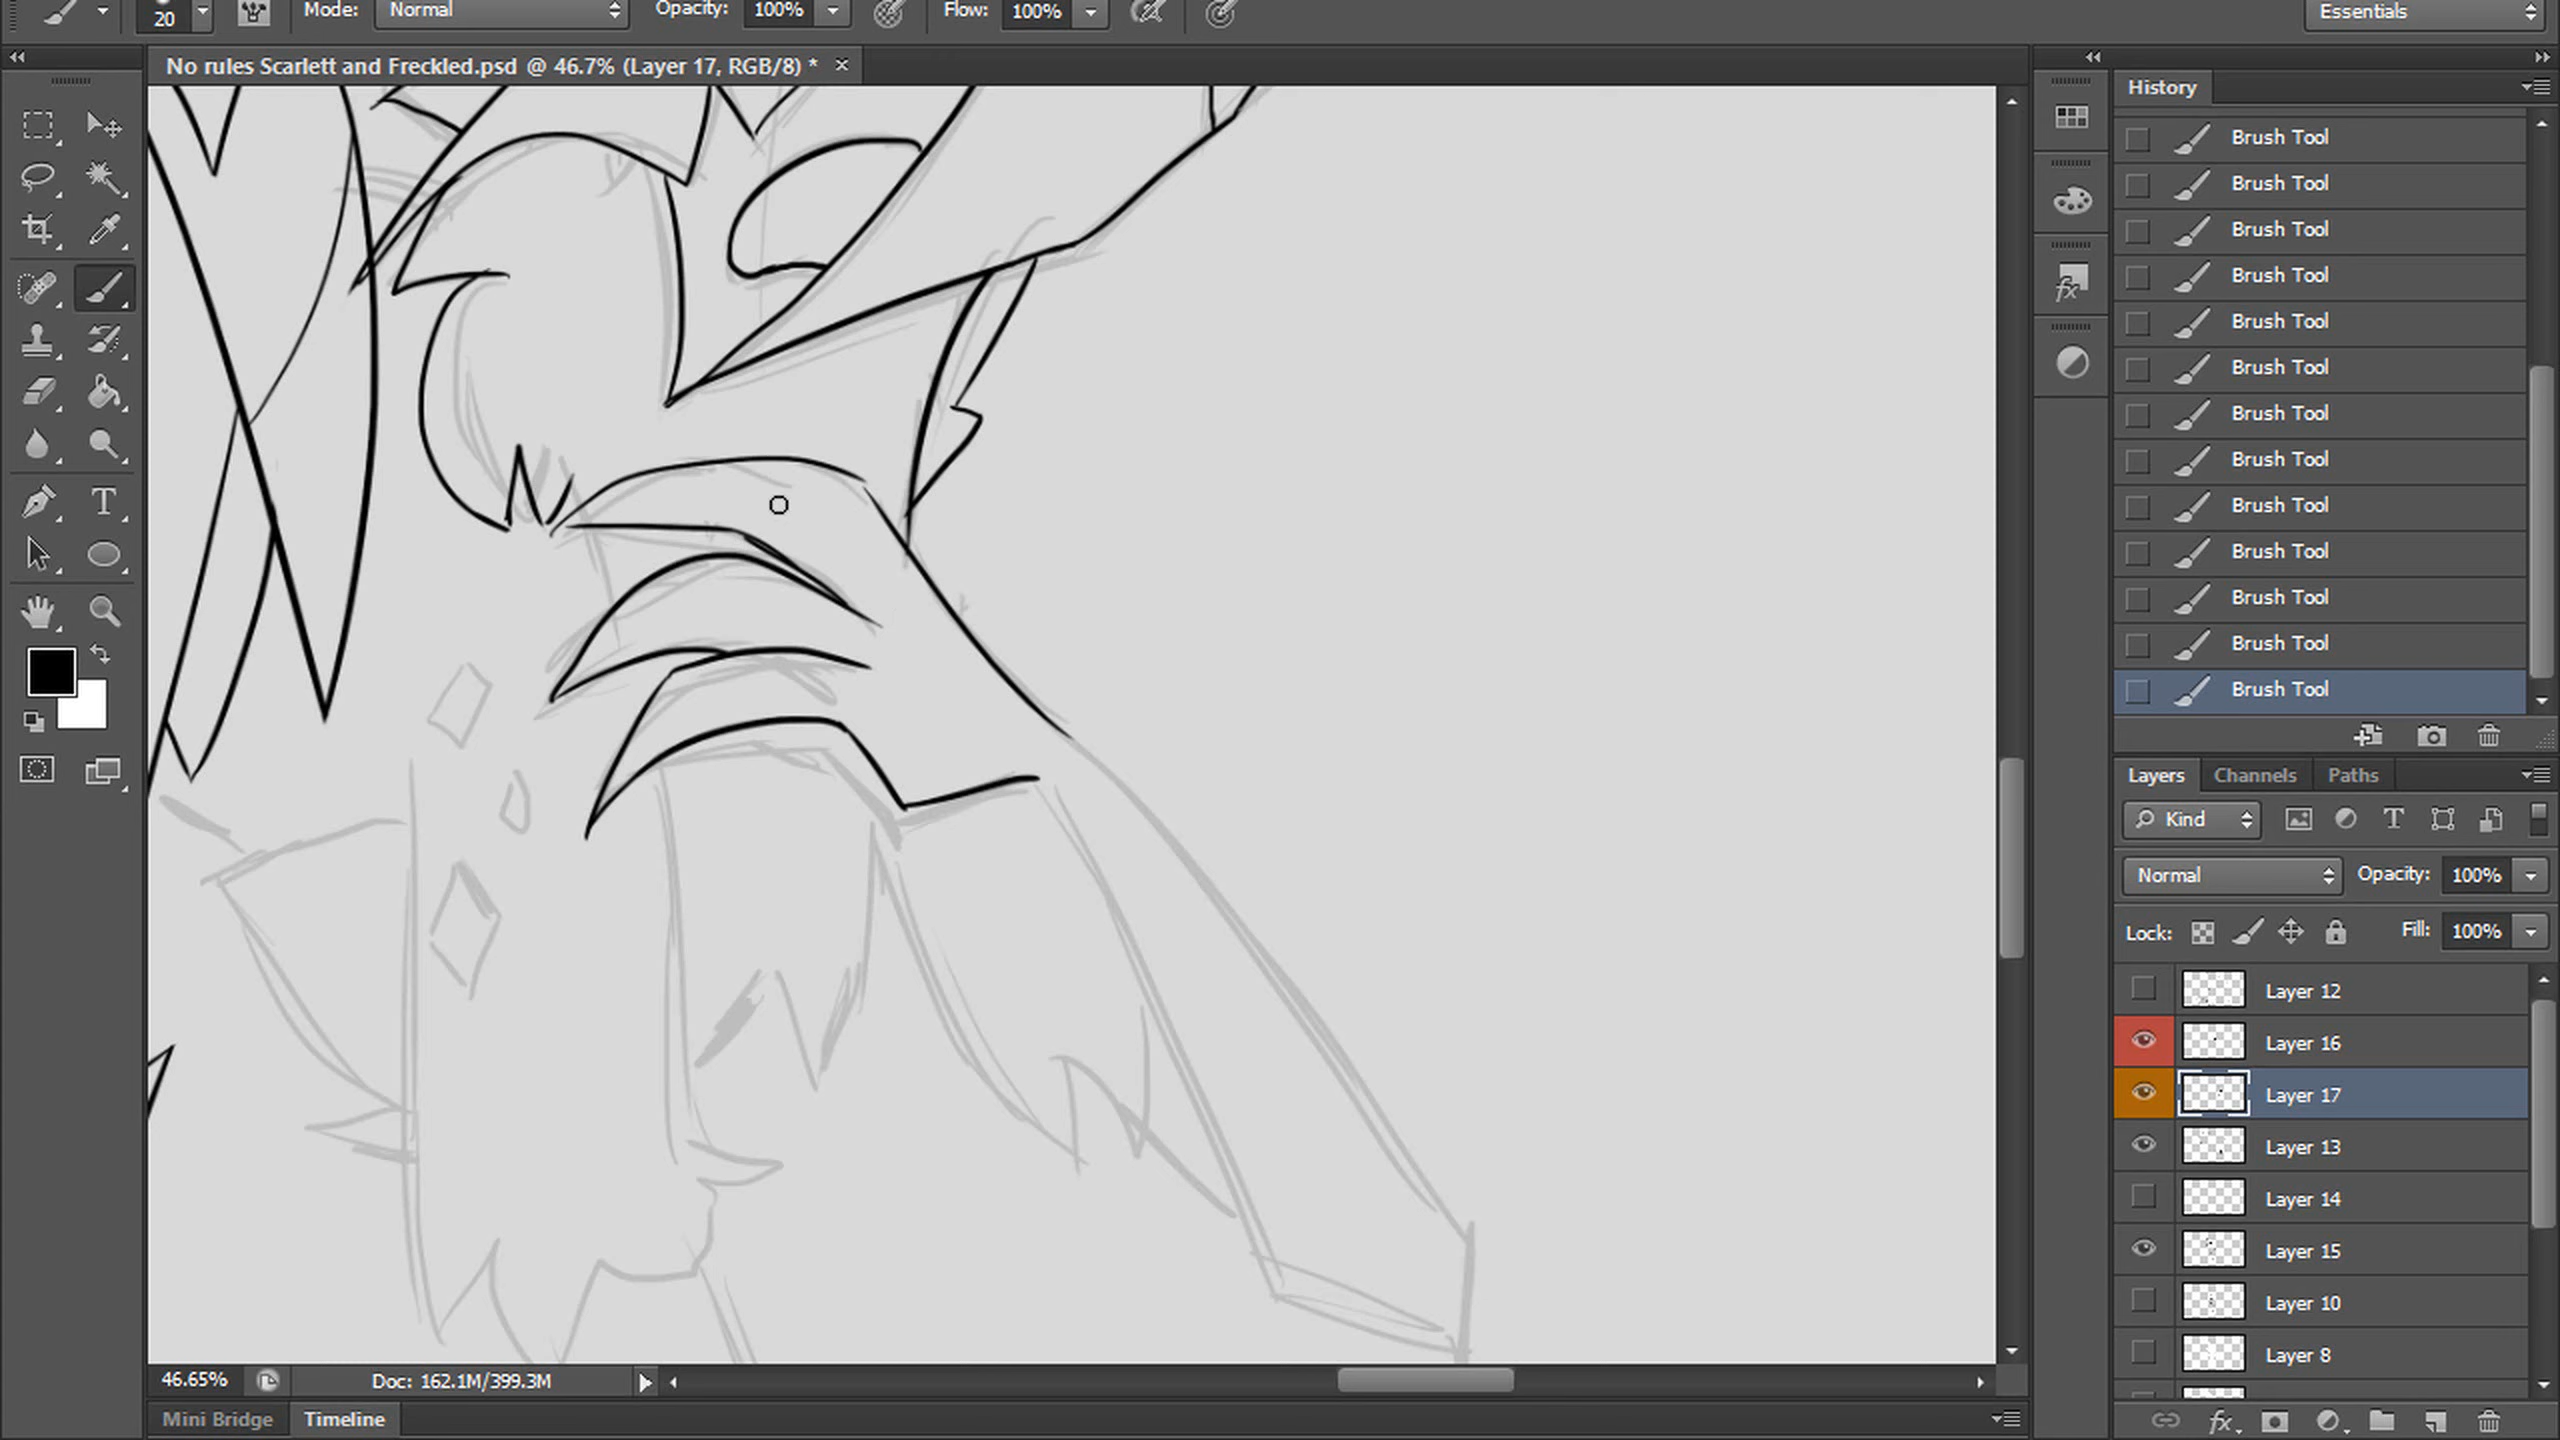 20 Mode: Normal Opacity: 100% Flow: 100% Essentials
No rules Scarlett and Freckled.psd @ 46.7% (Layer 17, RGB/8) * ×
History
Brush Tool
Brush Tool
Brush Tool
Brush Tool
Brush Tool
Brush Tool
Brush Tool
Brush Tool
Brush Tool
Brush Tool
Brush Tool
Brush Tool
Brush Tool
Layers Channels Paths
Kind
Normal Opacity: 100%
Lock: Fill: 100%
Layer 12
Layer 16
Layer 17
Layer 13
Layer 14
Layer 15
Layer 10
Layer 8
46.65% Doc: 162.1M/399.3M
Mini Bridge Timeline